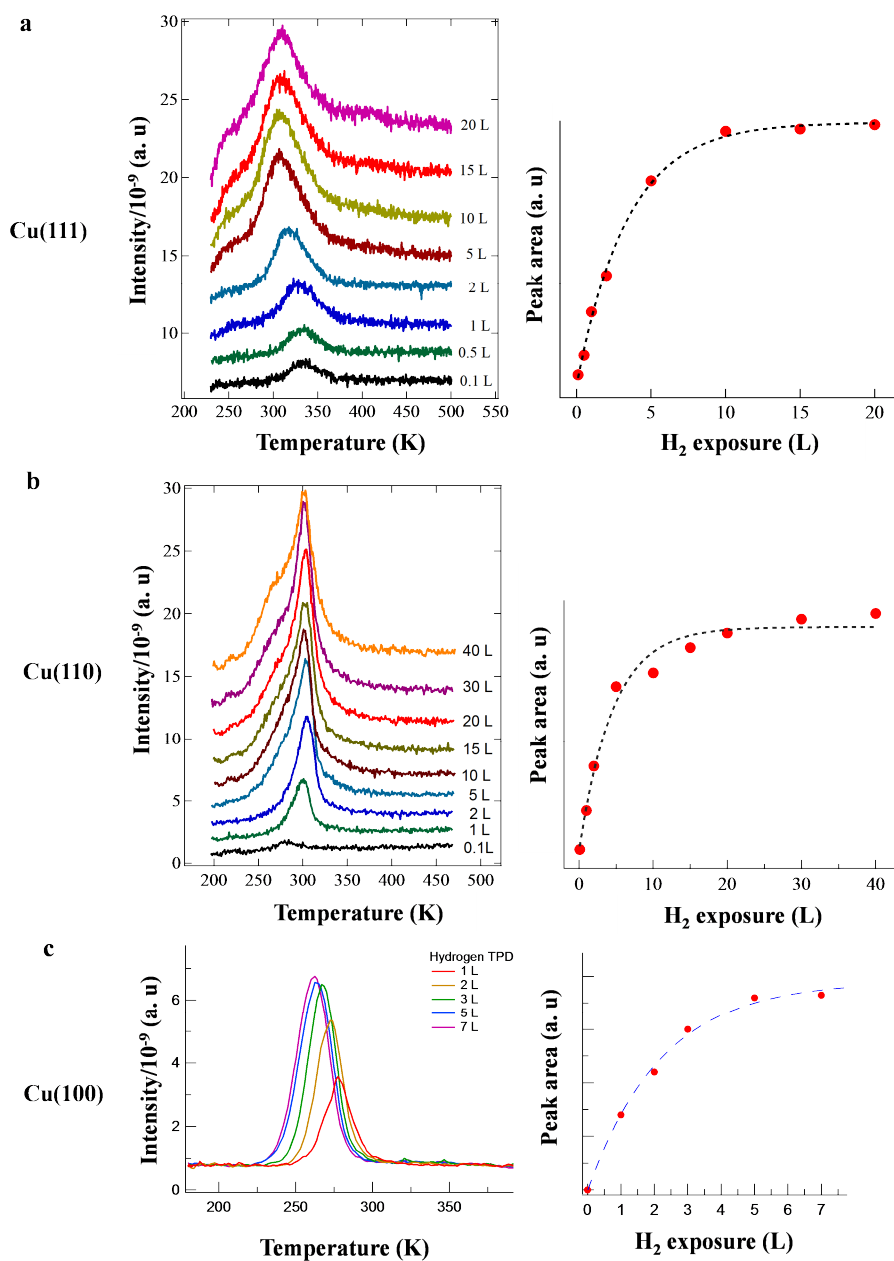 a
Cu(111)
Intensity/10⁻⁹ (a. u)
30
25
20
15
10
20 L
15 L
10 L
5 L
2 L
1 L
0.5 L
0.1 L
200 250 300 350 400 450 500 550
Temperature (K)
Peak area (a. u)
0 5 10 15 20
H₂ exposure (L)
b
Cu(110)
Intensity/10⁻⁹ (a. u)
30
25
20
15
10
5
0
40 L
30 L
20 L
15 L
10 L
5 L
2 L
1 L
0.1L
200 250 300 350 400 450 500
Temperature (K)
Peak area (a. u)
0 10 20 30 40
H₂ exposure (L)
c
Cu(100)
Intensity/10⁻⁹ (a. u)
6
4
2
0
Hydrogen TPD
1 L
2 L
3 L
5 L
7 L
200 250 300 350
Temperature (K)
Peak area (a. u)
0 1 2 3 4 5 6 7
H₂ exposure (L)